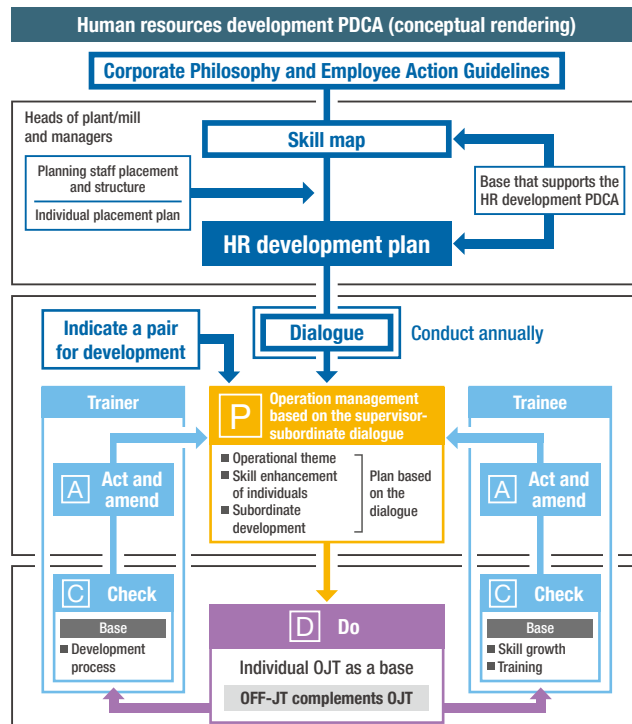 Human resources development PDCA (conceptual rendering)
Corporate Philosophy and Employee Action Guidelines
Heads of plant/mill
and managers
Skill map
Planning staff placement
and structure
Individual placement plan
Base that supports the
HR development PDCA
HR development plan
Indicate a pair
for development
Dialogue
Conduct annually
Trainer
P
Operation management
based on the supervisor-
subordinate dialogue
Trainee
■ Operational theme
■ Skill enhancement
of individuals
■ Subordinate
development
Plan based
on the
dialogue
A Act and
amend
A Act and
amend
C Check
Base
■ Development
process
D Do
Individual OJT as a base
OFF-JT complements OJT
C Check
Base
■ Skill growth
■ Training